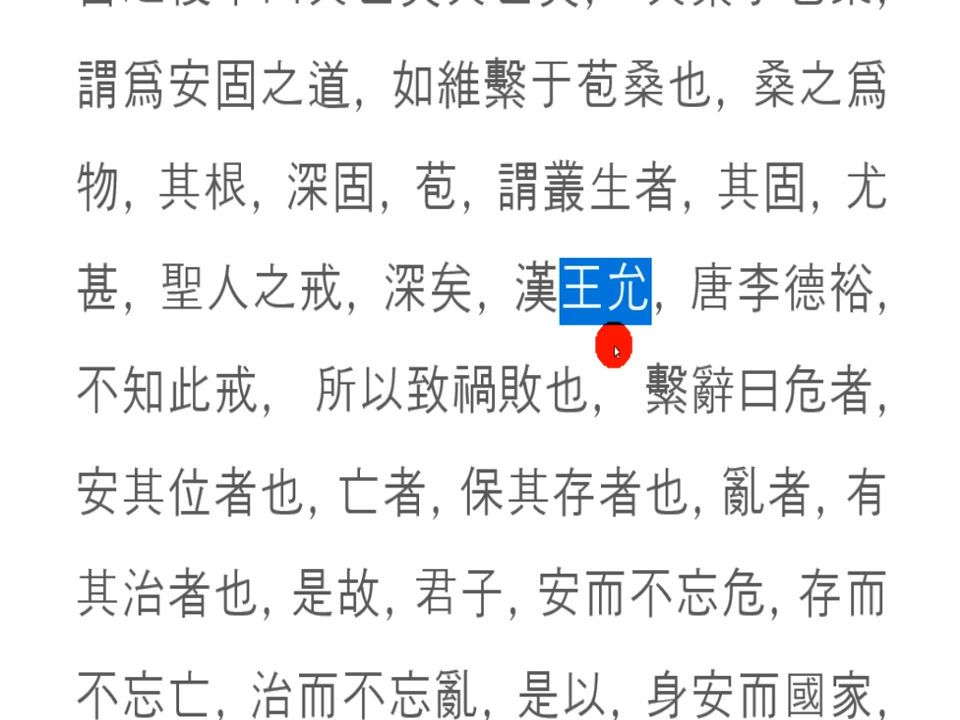 謂爲安固之道, 如維繫于苞桑也, 桑之爲
物, 其根, 深固, 苞, 謂叢生者, 其固, 尤
甚, 聖人之戒, 深矣, 漢王允, 唐李德裕,
不知此戒, 所以致禍敗也, 繫辭曰危者,
安其位者也, 亡者, 保其存者也, 亂者, 有
其治者也, 是故, 君子, 安而不忘危, 存而
不忘亡, 治而不忘亂, 是以, 身安而國家,